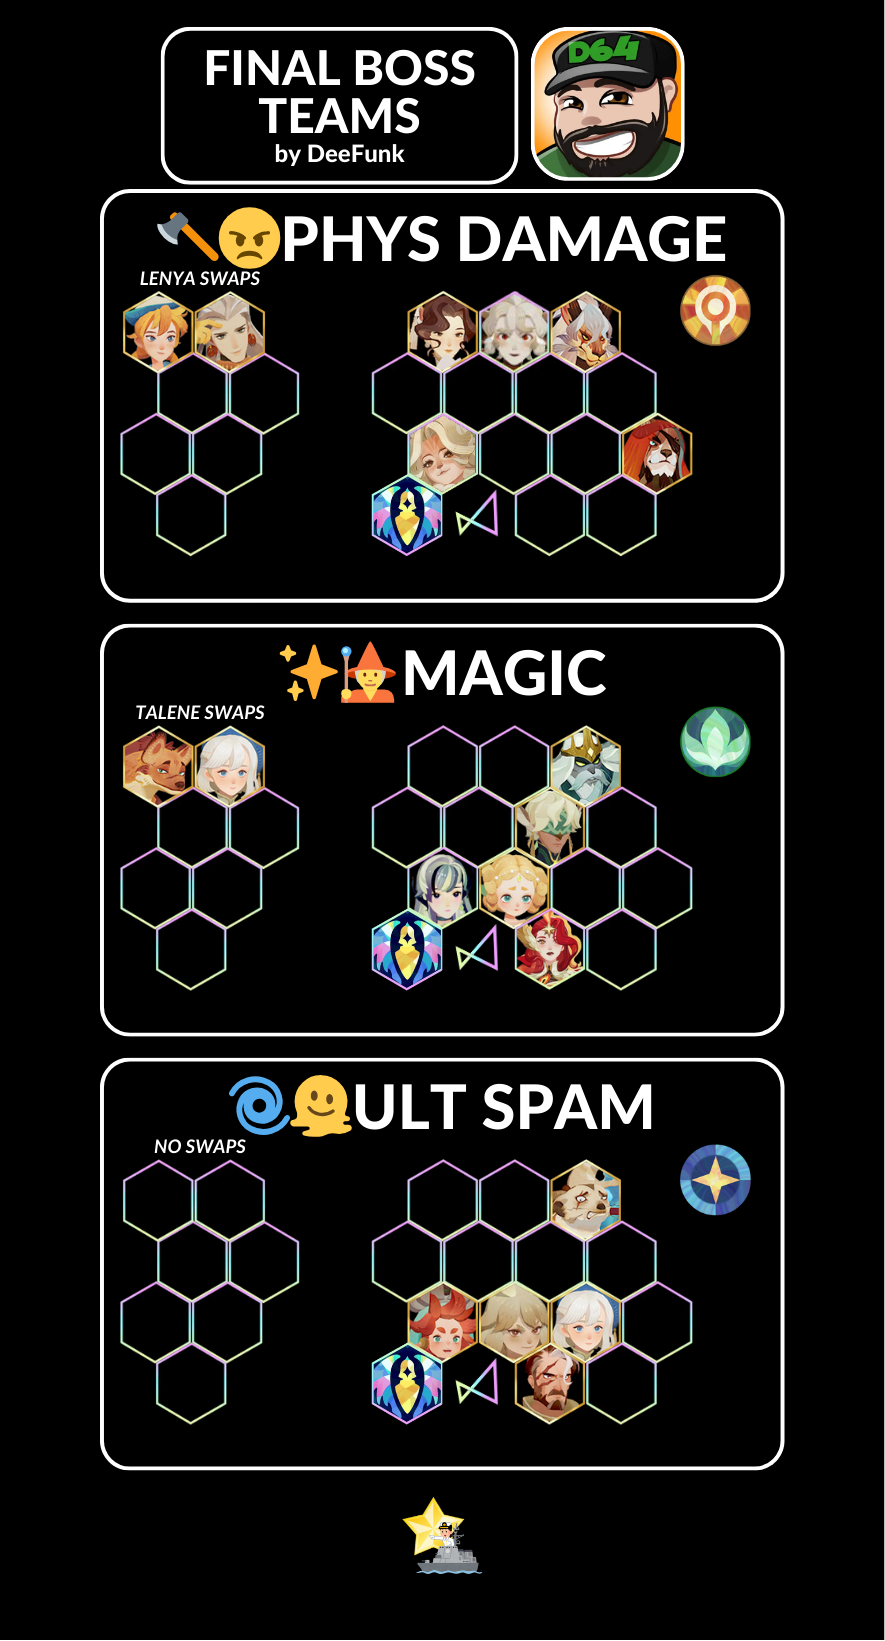 FINAL BOSS
TEAMS
by DeeFunk
D64
PHYS DAMAGE
LENYA SWAPS
MAGIC
TALENE SWAPS
ULT SPAM
NO SWAPS